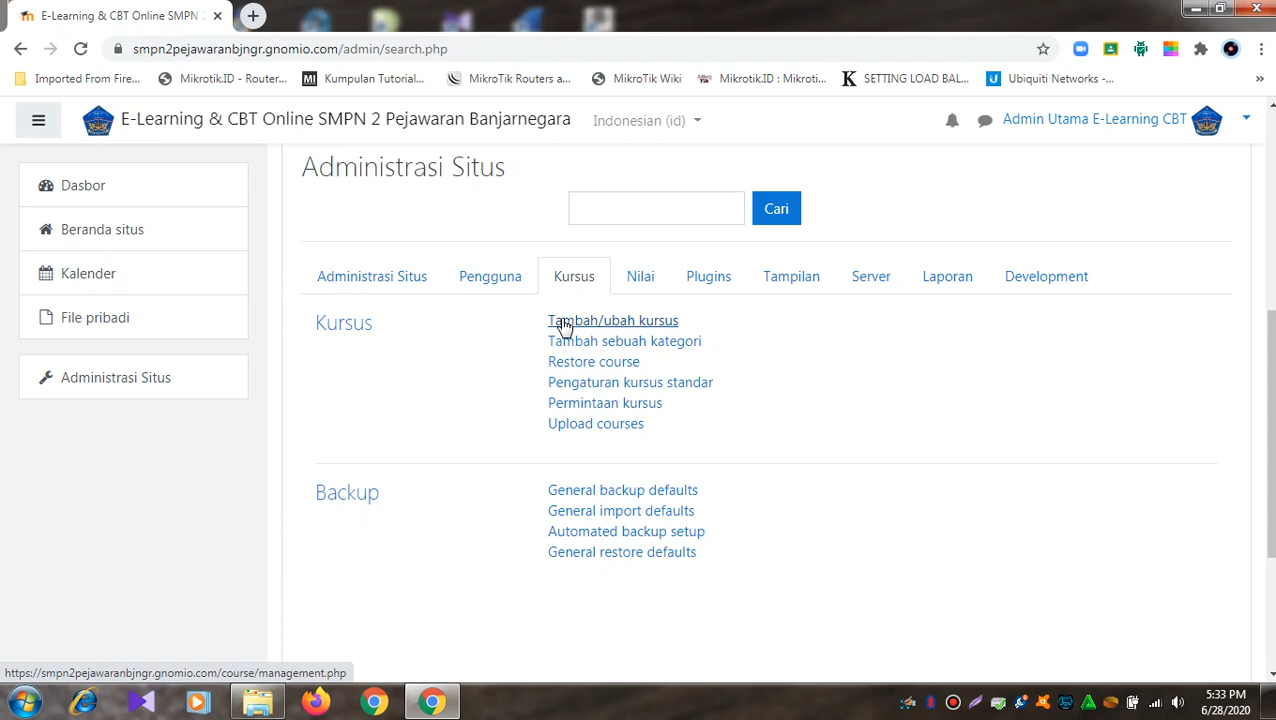 E-Learning & CBT Online SMPN 2
smpn2pejawaranbjngr.gnomio.com/admin/search.php
Imported From Fire... Mikrotik.ID - Router... Kumpulan Tutorial... MikroTik Routers a... MikroTik Wiki Mikrotik.ID : Mikroti... SETTING LOAD BAL... Ubiquiti Networks -...
E-Learning & CBT Online SMPN 2 Pejawaran Banjarnegara Indonesian (id) Admin Utama E-Learning CBT
Dasbor
Beranda situs
Kalender
File pribadi
Administrasi Situs
Administrasi Situs
Cari
Administrasi Situs Pengguna Kursus Nilai Plugins Tampilan Server Laporan Development
Kursus
Tambah/ubah kursus
Tambah sebuah kategori
Restore course
Pengaturan kursus standar
Permintaan kursus
Upload courses
Backup
General backup defaults
General import defaults
Automated backup setup
General restore defaults
https://smpn2pejawaranbjngr.gnomio.com/course/management.php
5:33 PM
6/28/2020